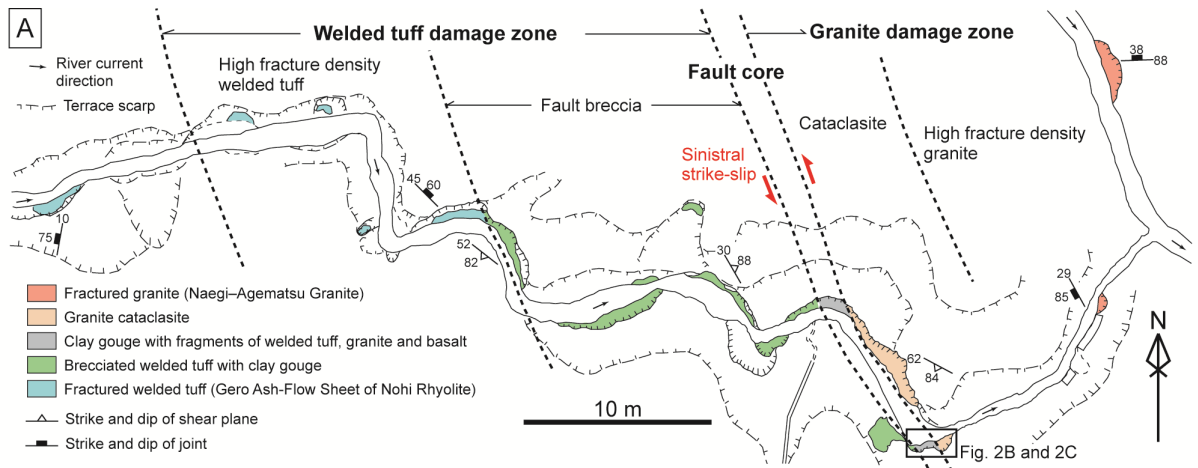 A
River current
direction
Terrace scarp
Welded tuff damage zone
Granite damage zone
High fracture density
welded tuff
Fault core
Fault breccia
Cataclasite
High fracture density
granite
Sinistral
strike-slip
38
88
45
60
10
75
52
82
30
88
29
85
62
84
Fractured granite (Naegi–Agematsu Granite)
Granite cataclasite
Clay gouge with fragments of welded tuff, granite and basalt
Brecciated welded tuff with clay gouge
Fractured welded tuff (Gero Ash-Flow Sheet of Nohi Rhyolite)
Strike and dip of shear plane
Strike and dip of joint
10 m
N
Fig. 2B and 2C